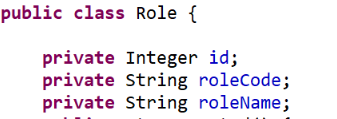 public class Role {
private Integer id;
private String roleCode;
private String roleName;